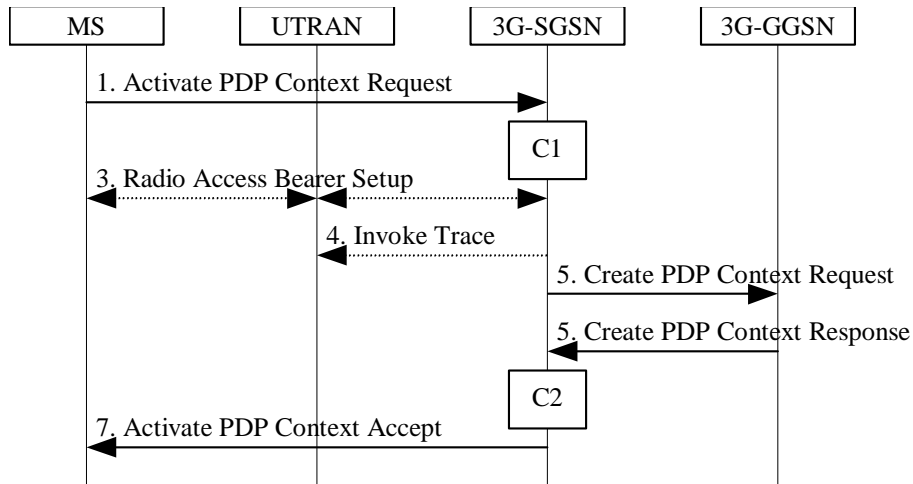 MS UTRAN 3G-SGSN 3G-GGSN
1. Activate PDP Context Request
C1
3. Radio Access Bearer Setup
4. Invoke Trace
5. Create PDP Context Request
5. Create PDP Context Response
C2
7. Activate PDP Context Accept